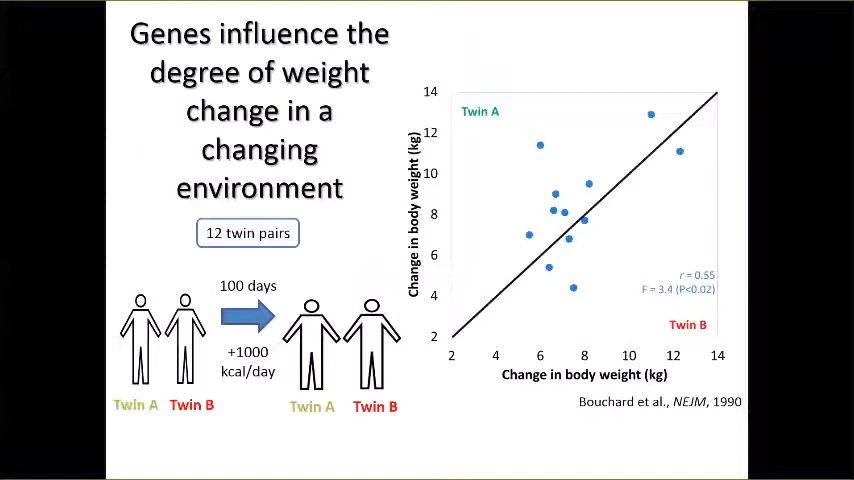 Genes influence the
degree of weight
change in a
changing
environment
12 twin pairs
100 days
+1000
kcal/day
Twin A
Twin B
Twin A
Twin B
Change in body weight (kg)
14
12
10
8
6
4
2
Twin A
r = 0.55
F = 3.4 (P<0.02)
Twin B
2
4
6
8
10
12
14
Change in body weight (kg)
Bouchard et al., NEJM, 1990